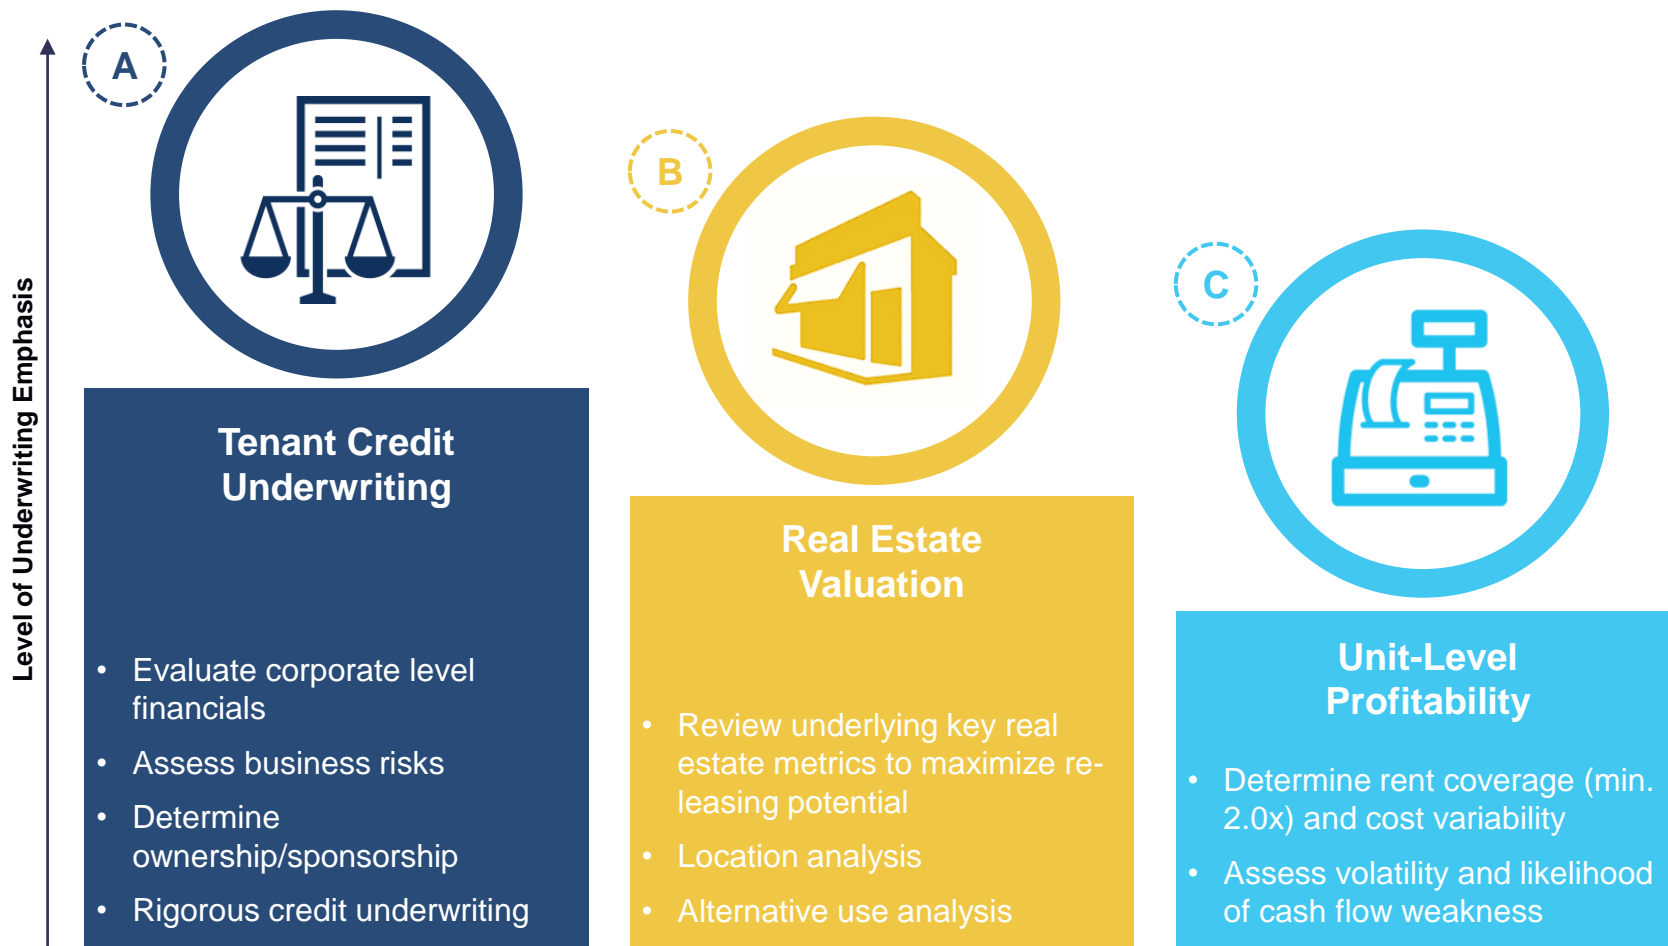 Level of Underwriting Emphasis
A
Tenant Credit
Underwriting
• Evaluate corporate level
financials
• Assess business risks
• Determine
ownership/sponsorship
• Rigorous credit underwriting
B
Real Estate
Valuation
• Review underlying key real
estate metrics to maximize re-
leasing potential
• Location analysis
• Alternative use analysis
C
Unit-Level
Profitability
• Determine rent coverage (min.
2.0x) and cost variability
• Assess volatility and likelihood
of cash flow weakness